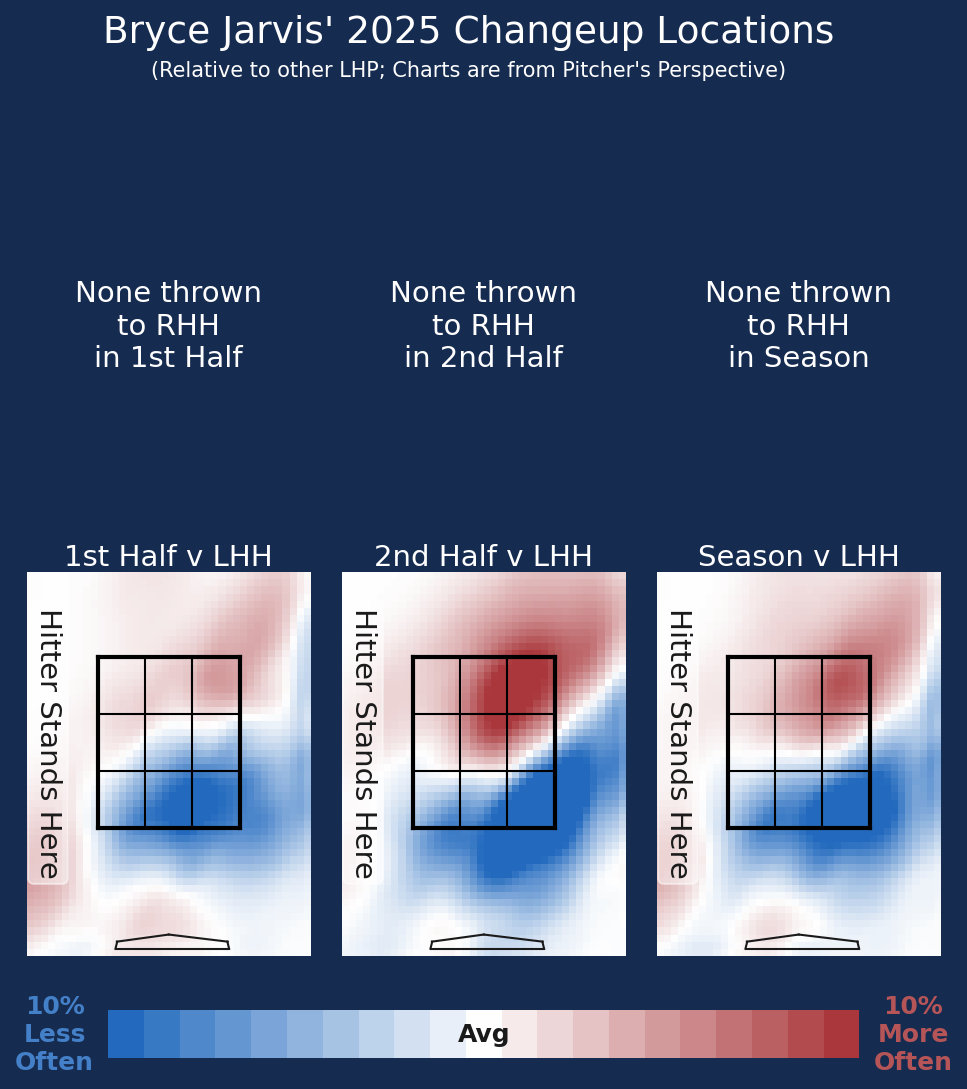 Bryce Jarvis' 2025 Changeup Locations
(Relative to other LHP; Charts are from Pitcher's Perspective)
None thrown
to RHH
in 1st Half
None thrown
to RHH
in 2nd Half
None thrown
to RHH
in Season
1st Half v LHH
2nd Half v LHH
Season v LHH
Hitter Stands Here
Hitter Stands Here
Hitter Stands Here
10%
Less
Often
Avg
10%
More
Often